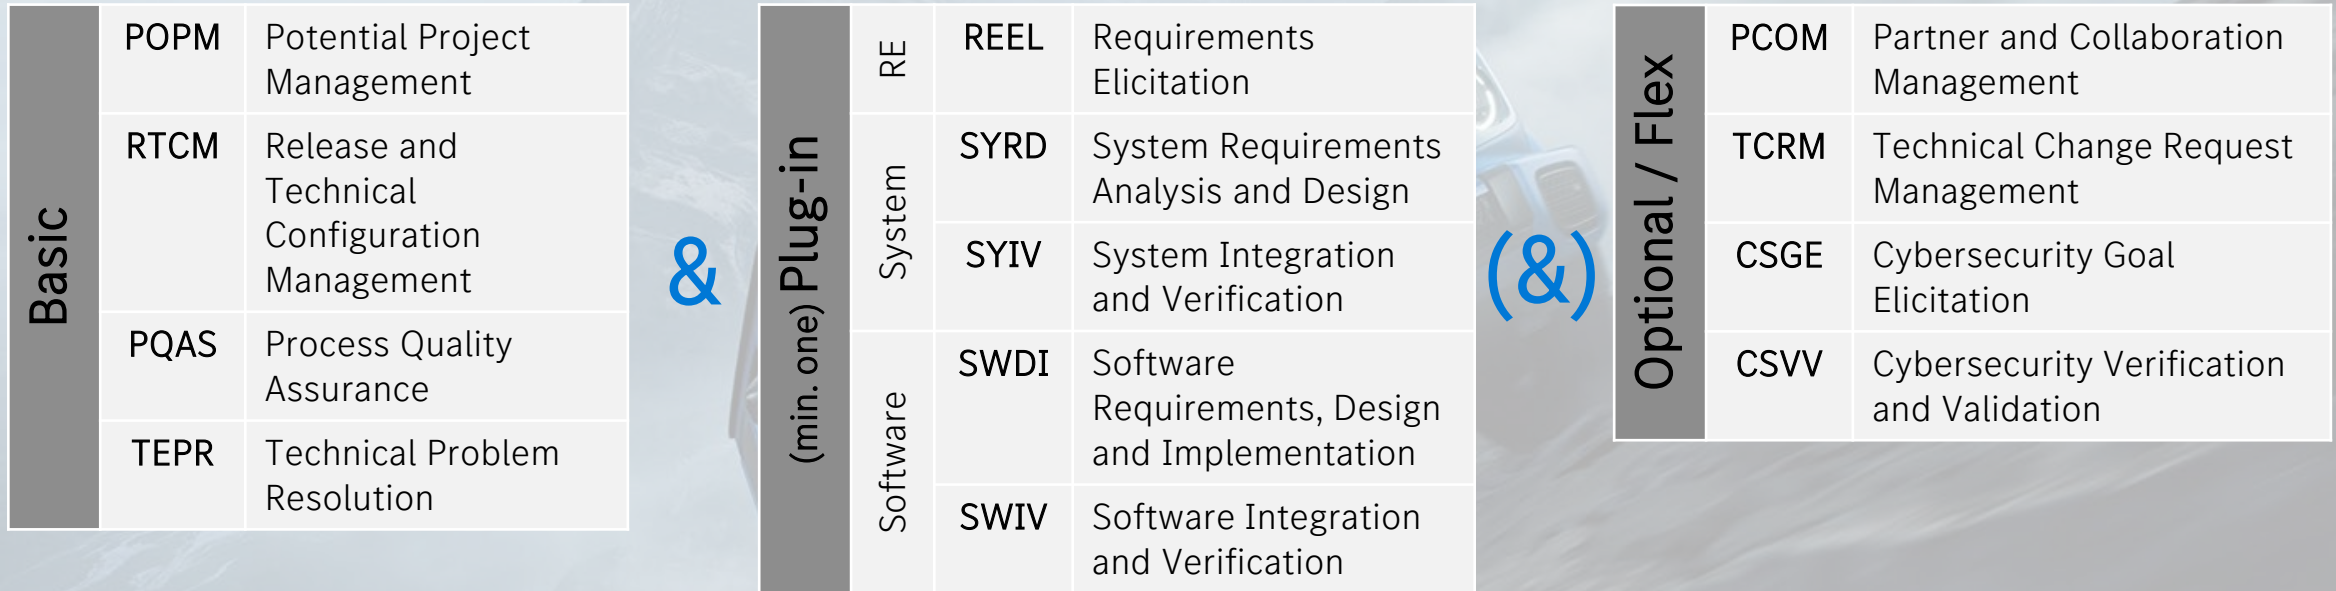 Basic
POPM
Potential Project
Management
RTCM
Release and
Technical
Configuration
Management
PQAS
Process Quality
Assurance
TEPR
Technical Problem
Resolution
&
(min. one) Plug-in
RE
REEL
Requirements
Elicitation
System
SYRD
System Requirements
Analysis and Design
SYIV
System Integration
and Verification
Software
SWDI
Software
Requirements, Design
and Implementation
SWIV
Software Integration
and Verification
(&)
Optional / Flex
PCOM
Partner and Collaboration
Management
TCRM
Technical Change Request
Management
CSGE
Cybersecurity Goal
Elicitation
CSVV
Cybersecurity Verification
and Validation